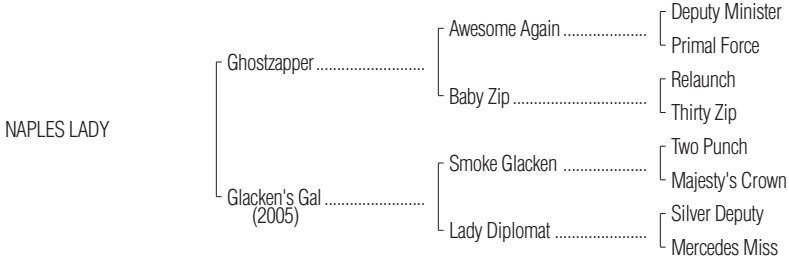 Deputy Minister
Awesome Again ....................
Primal Force
Ghostzapper ..........................
Relaunch
Baby Zip ................................
Thirty Zip
NAPLES LADY
Two Punch
Smoke Glacken ....................
Majesty's Crown
Glacken's Gal ........................
(2005)
Silver Deputy
Lady Diplomat ......................
Mercedes Miss